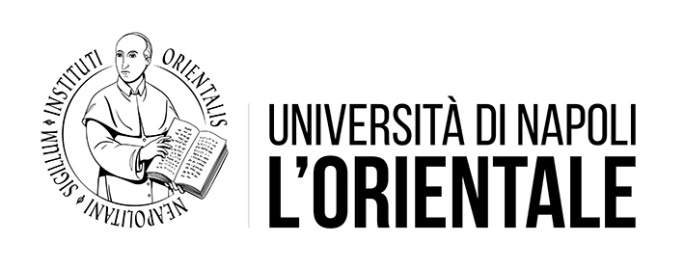 SIGILLUM INSTITUTI ORIENTALIS NEAPOLITANI
UNIVERSITÀ DI NAPOLI
L'ORIENTALE